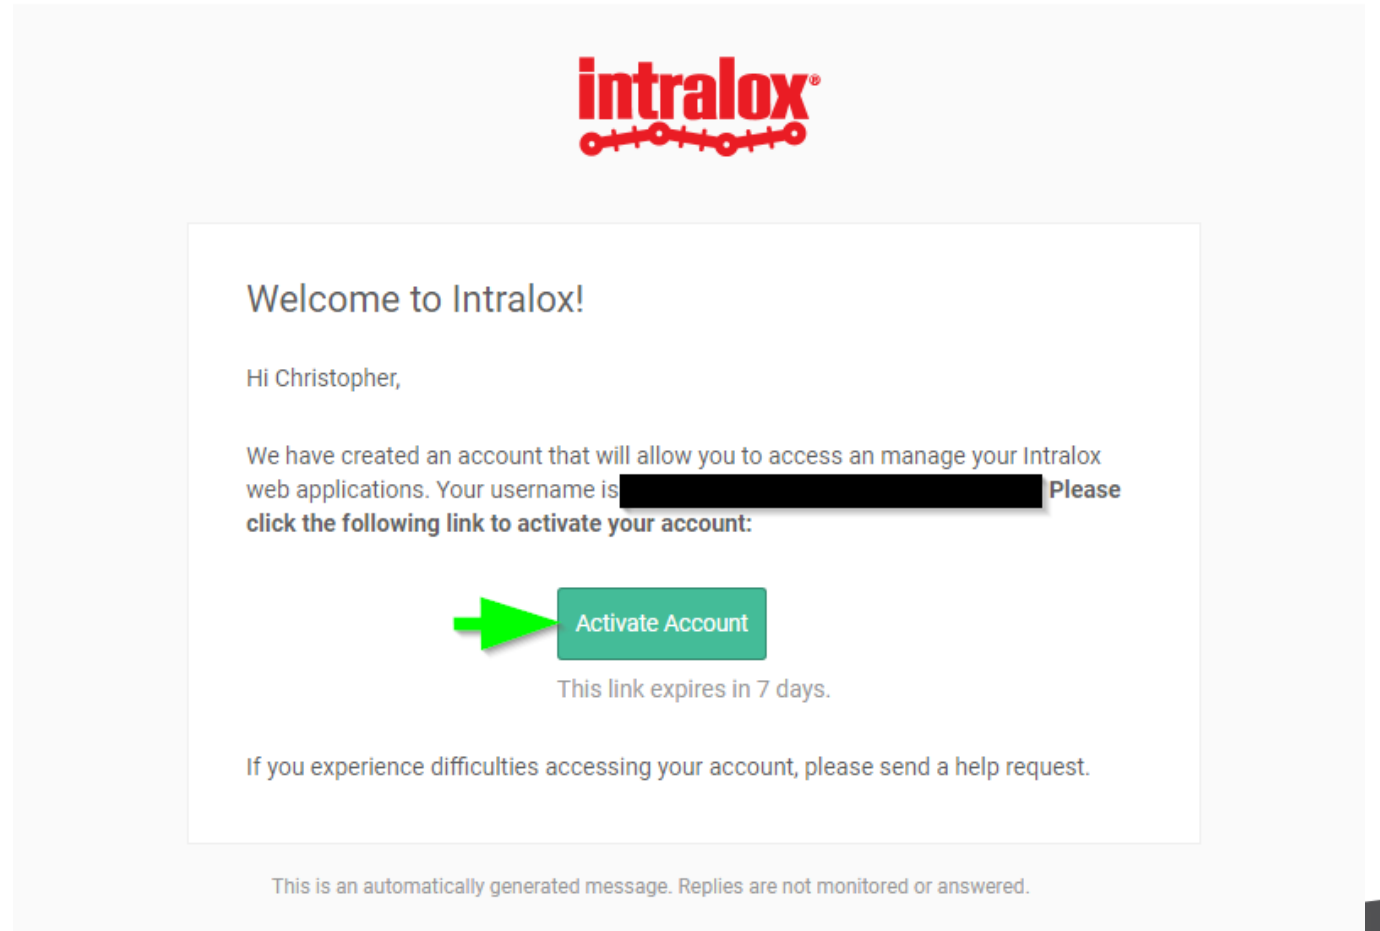 intralox®
Welcome to Intralox!
Hi Christopher,
We have created an account that will allow you to access an manage your Intralox
web applications. Your username is Please
click the following link to activate your account:
Activate Account
This link expires in 7 days.
If you experience difficulties accessing your account, please send a help request.
This is an automatically generated message. Replies are not monitored or answered.